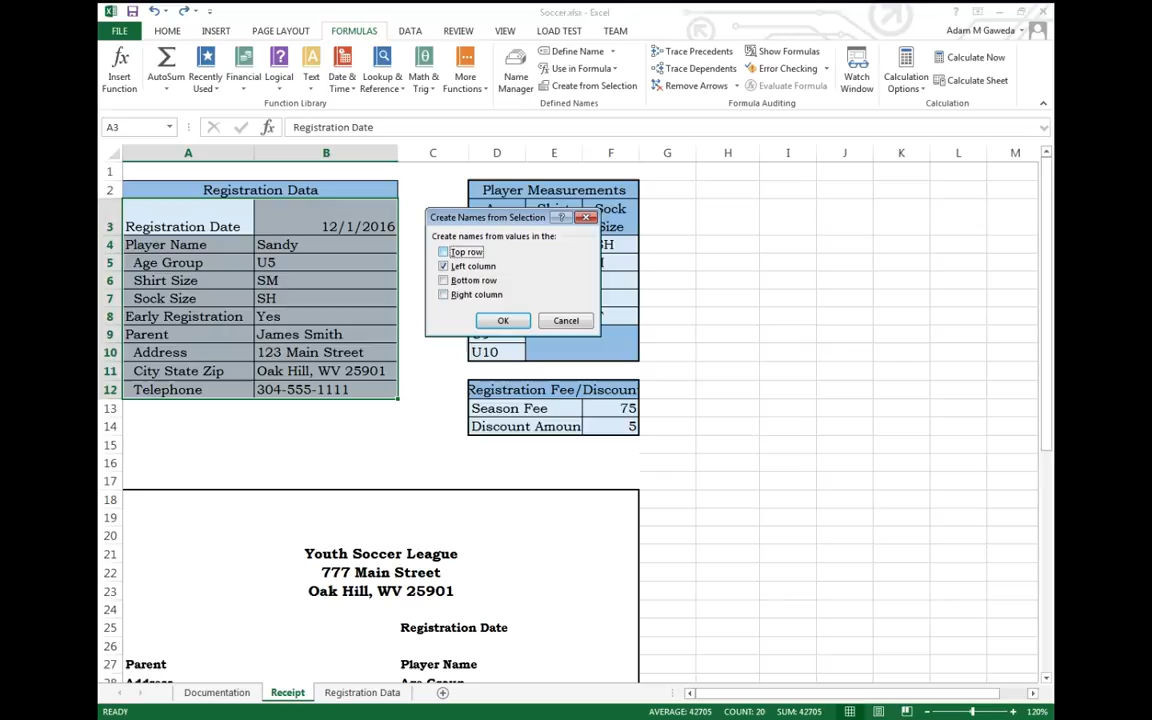 Soccer.xlsx - Excel
FILE HOME INSERT PAGE LAYOUT FORMULAS DATA REVIEW VIEW LOAD TEST TEAM Adam M Gaweda
Insert Function
AutoSum
Recently Used
Financial
Logical
Text
Date & Time
Lookup & Reference
Math & Trig
More Functions
Function Library
Name Manager
Define Name
Use in Formula
Create from Selection
Defined Names
Trace Precedents
Trace Dependents
Remove Arrows
Show Formulas
Error Checking
Evaluate Formula
Formula Auditing
Watch Window
Calculation Options
Calculate Now
Calculate Sheet
Calculation
A3 fx Registration Date
A B C D E F G H I J K L M
1
2 Registration Data Player Measurements
3 Registration Date 12/1/2016
4 Player Name Sandy
5 Age Group U5
6 Shirt Size SM
7 Sock Size SH
8 Early Registration Yes
9 Parent James Smith
10 Address 123 Main Street U10
11 City State Zip Oak Hill, WV 25901
12 Telephone 304-555-1111 Registration Fee/Discoun
13 Season Fee 75
14 Discount Amoun 5
15
16
17
18
19
20
21 Youth Soccer League
22 777 Main Street
23 Oak Hill, WV 25901
24
25 Registration Date
26
27 Parent Player Name
Create Names from Selection ?
Create names from values in the:
Top row
Left column
Bottom row
Right column
OK Cancel
Documentation Receipt Registration Data
READY AVERAGE: 42705 COUNT: 20 SUM: 42705 120%